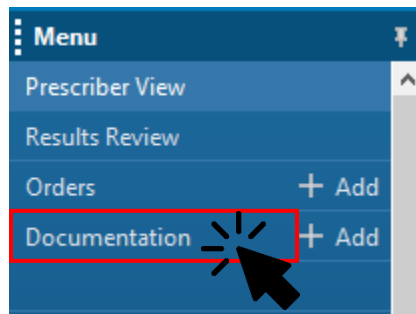 Menu
Prescriber View
Results Review
Orders + Add
Documentation + Add